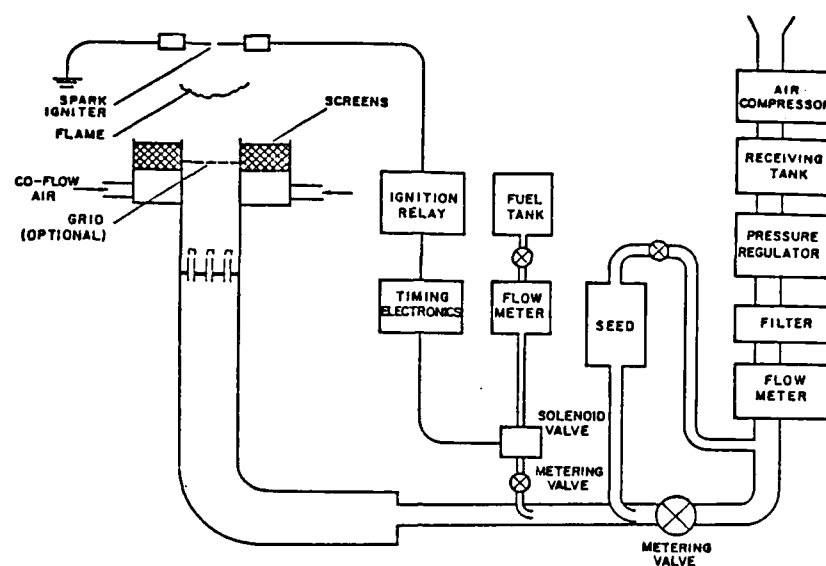 SPARK
IGNITER
FLAME
SCREENS
CO-FLOW
AIR
GRID
(OPTIONAL)
IGNITION
RELAY
TIMING
ELECTRONICS
FUEL
TANK
FLOW
METER
SOLENOID
VALVE
METERING
VALVE
SEED
AIR
COMPRESSOR
RECEIVING
TANK
PRESSURE
REGULATOR
FILTER
FLOW
METER
METERING
VALVE